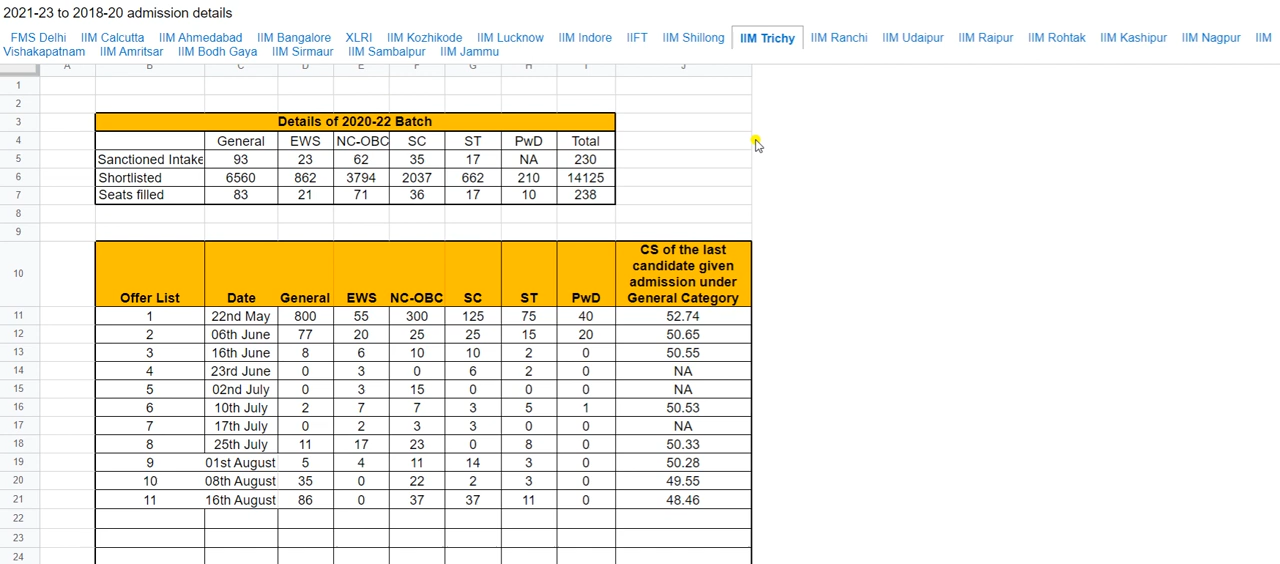 2021-23 to 2018-20 admission details
FMS Delhi IIM Calcutta IIM Ahmedabad IIM Bangalore XLRI IIM Kozhikode IIM Lucknow IIM Indore IIFT IIM Shillong IIM Trichy IIM Ranchi IIM Udaipur IIM Raipur IIM Rohtak IIM Kashipur IIM Nagpur IIM
Vishakapatnam IIM Amritsar IIM Bodh Gaya IIM Sirmaur IIM Sambalpur IIM Jammu
A B C D E F G H I J
1
2
3 Details of 2020-22 Batch
4 General EWS NC-OBC SC ST PwD Total
5 Sanctioned Intake 93 23 62 35 17 NA 230
6 Shortlisted 6560 862 3794 2037 662 210 14125
7 Seats filled 83 21 71 36 17 10 238
8
9
CS of the last
candidate given
admission under
10 Offer List Date General EWS NC-OBC SC ST PwD General Category
11 1 22nd May 800 55 300 125 75 40 52.74
12 2 06th June 77 20 25 25 15 20 50.65
13 3 16th June 8 6 10 10 2 0 50.55
14 4 23rd June 0 3 0 6 2 0 NA
15 5 02nd July 0 3 15 0 0 0 NA
16 6 10th July 2 7 7 3 5 1 50.53
17 7 17th July 0 2 3 3 0 0 NA
18 8 25th July 11 17 23 0 8 0 50.33
19 9 01st August 5 4 11 14 3 0 50.28
20 10 08th August 35 0 22 2 3 0 49.55
21 11 16th August 86 0 37 37 11 0 48.46
22
23
24